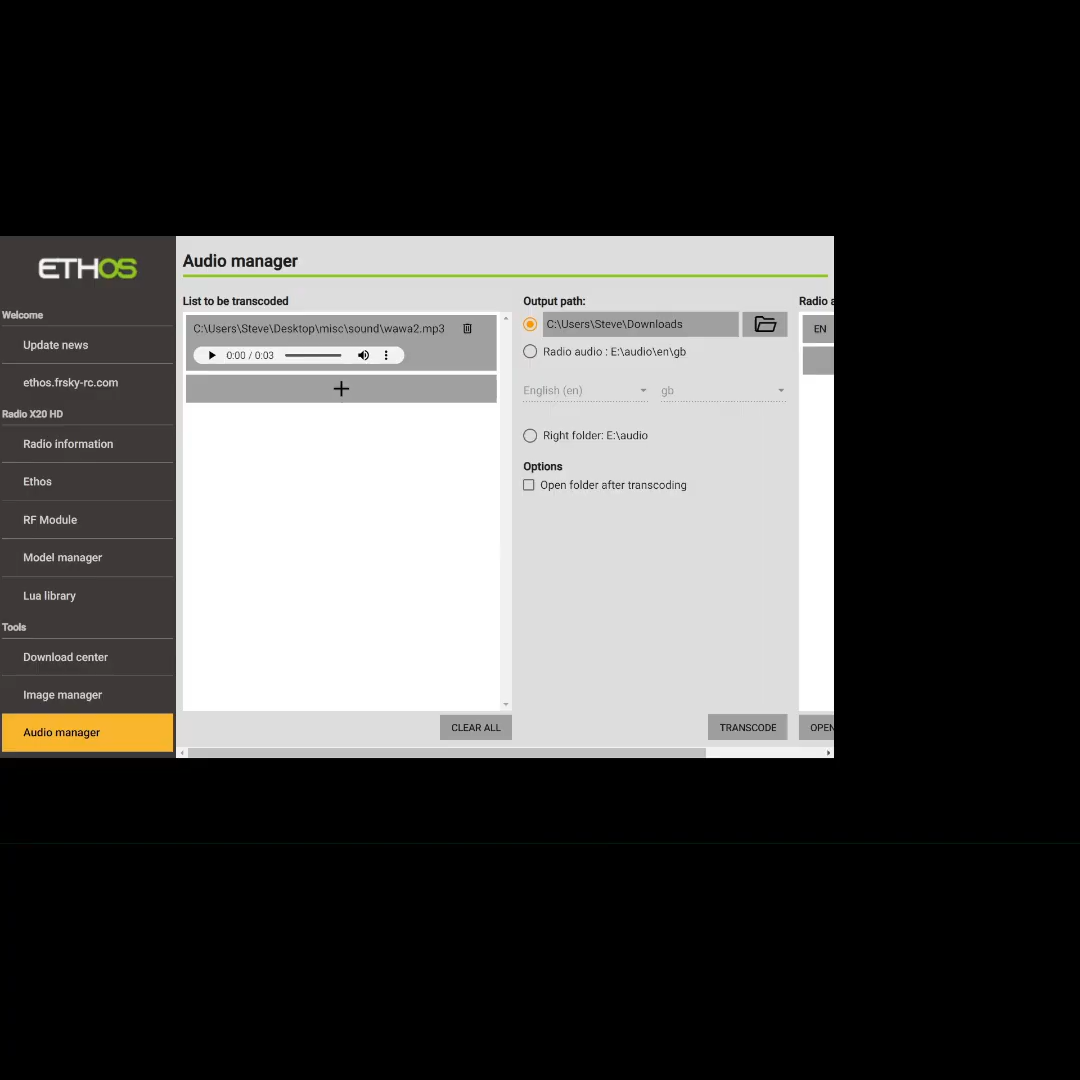 ETHOS
Welcome
Update news
ethos.frsky-rc.com
Radio X20 HD
Radio information
Ethos
RF Module
Model manager
Lua library
Tools
Download center
Image manager
Audio manager
Audio manager
List to be transcoded
C:\Users\Steve\Desktop\misc\sound\wawa2.mp3
0:00 / 0:03
CLEAR ALL
Output path:
C:\Users\Steve\Downloads
Radio audio : E:\audio\en\gb
English (en)
gb
Right folder: E:\audio
Options
Open folder after transcoding
TRANSCODE
Radio a
EN
OPEN